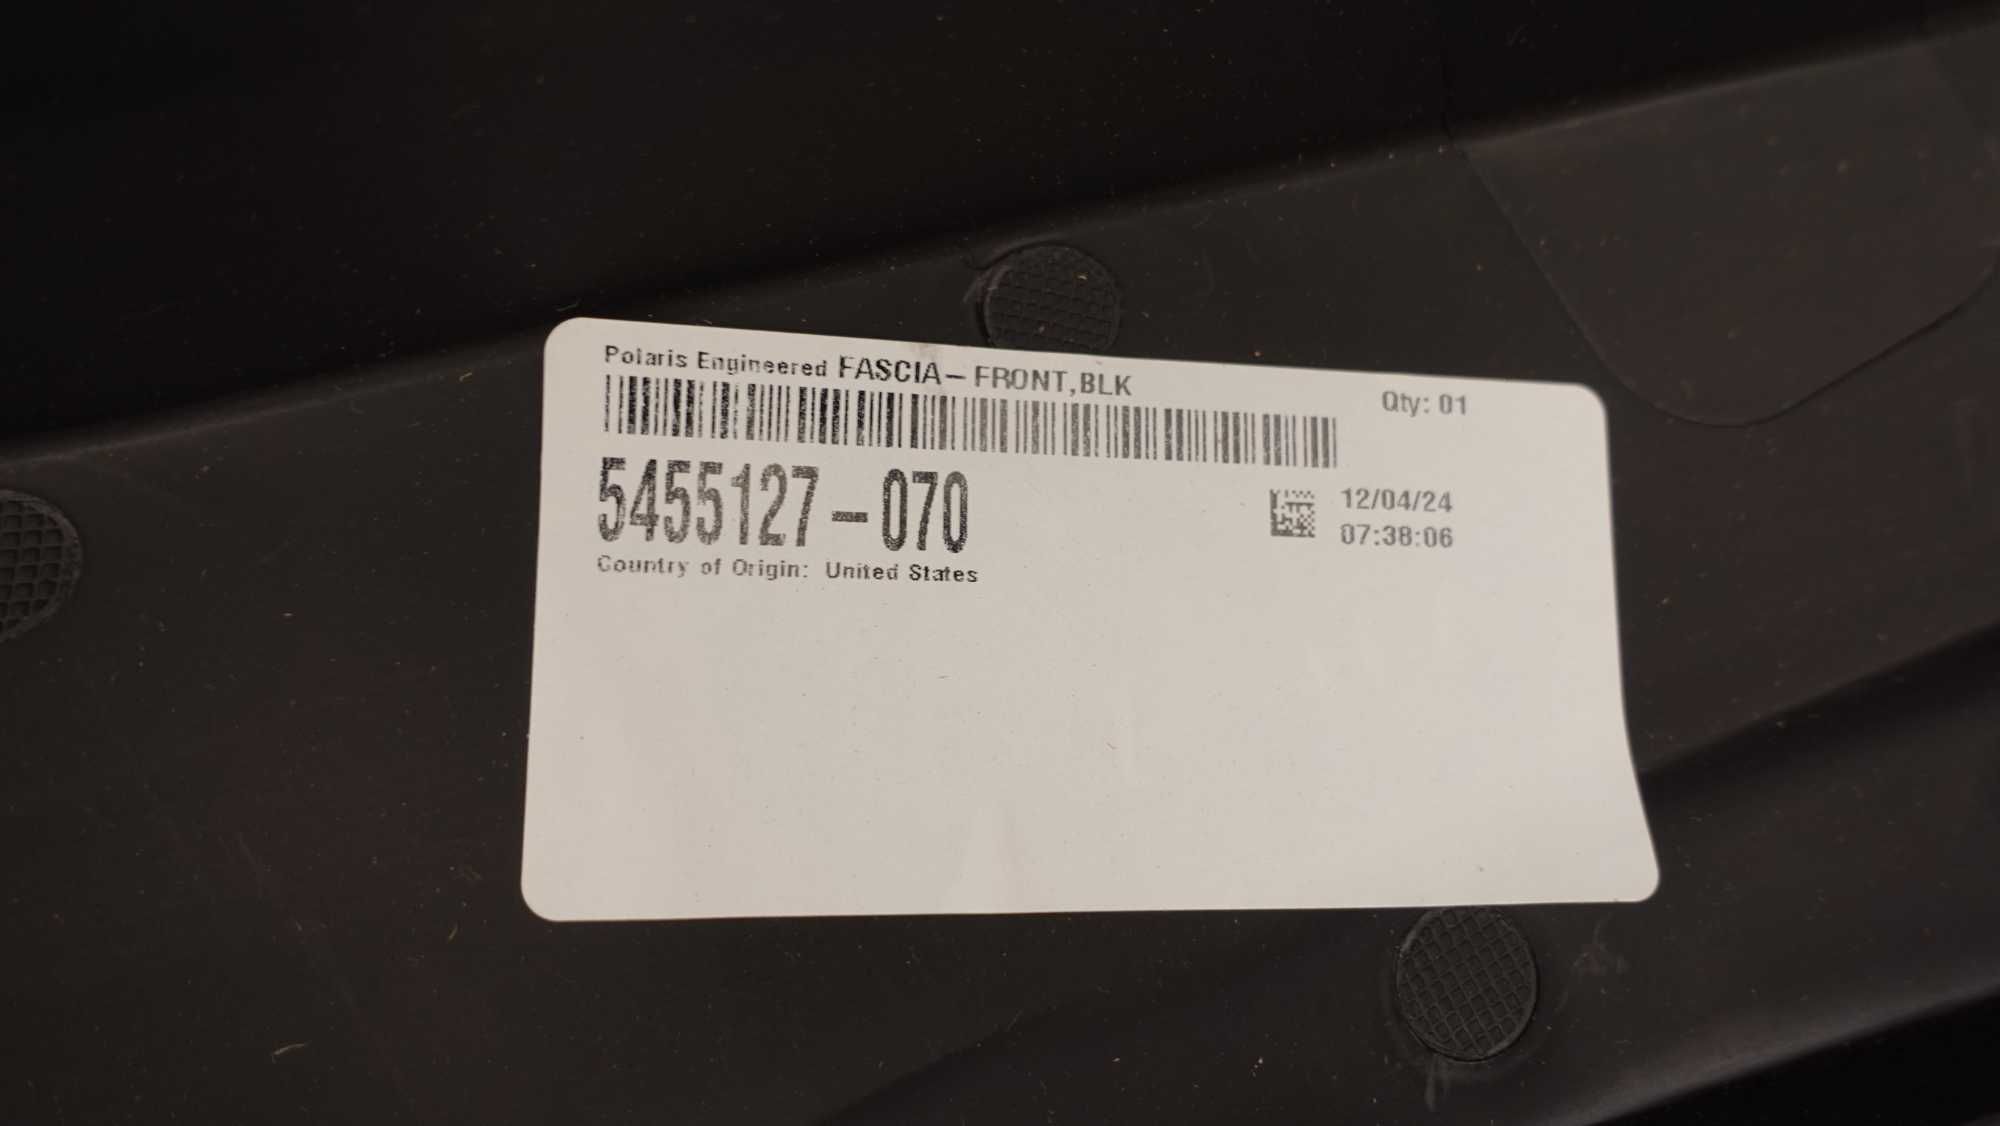 Polaris Engineered FASCIA-FRONT,BLK
Qty: 01
5455127-070
12/04/24
07:38:06
Country of Origin: United States